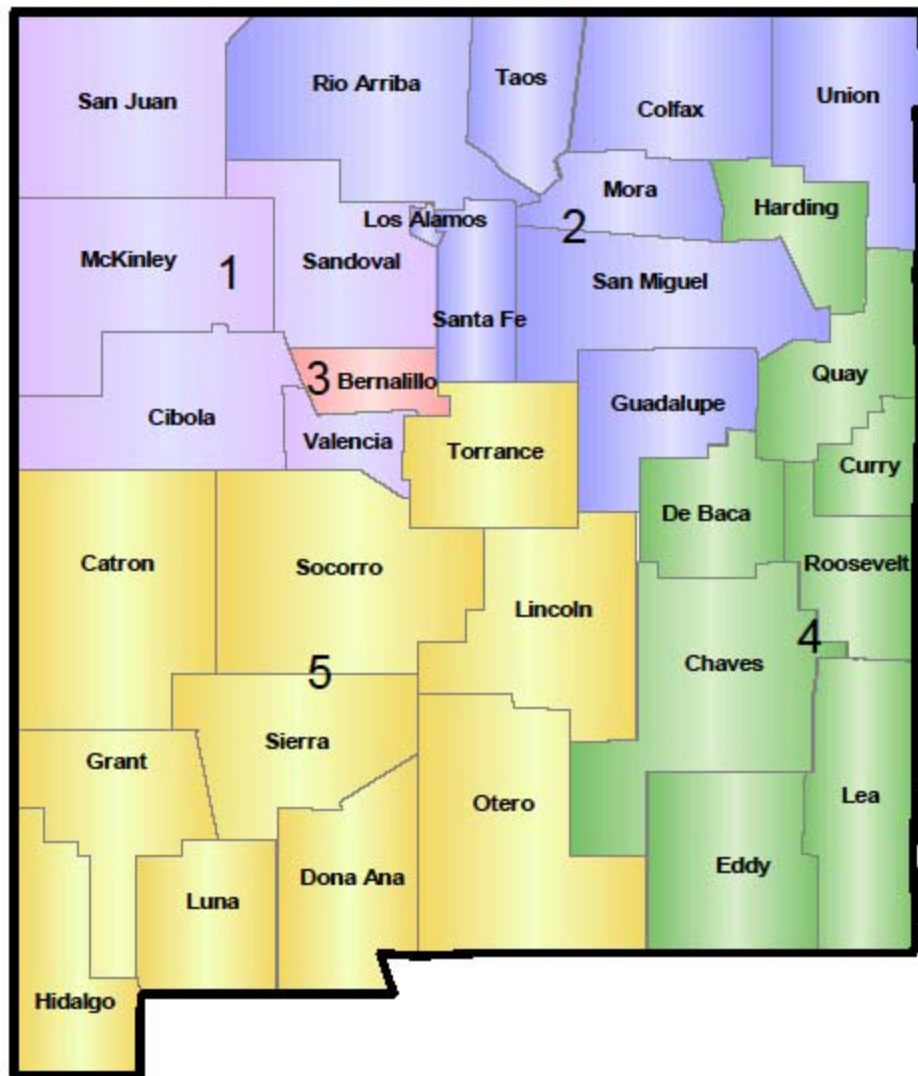 San Juan
Rio Arriba
Taos
Colfax
Union
McKinley
1
Sandoval
Los Alamos
2
Mora
Harding
San Miguel
Santa Fe
3
Bernalillo
Cibola
Valencia
Torrance
Guadalupe
Quay
Curry
De Baca
Roosevelt
Catron
Socorro
Lincoln
4
Chaves
5
Sierra
Grant
Otero
Lea
Eddy
Dona Ana
Luna
Hidalgo